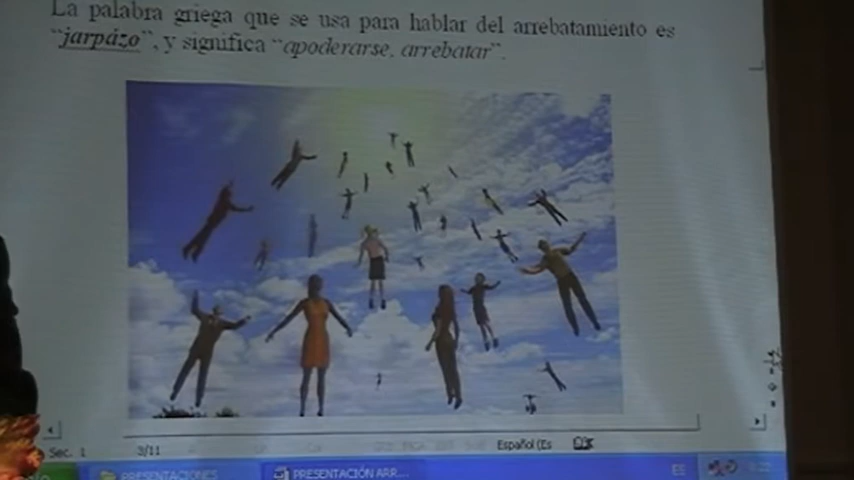 La palabra griega que se usa para hablar del arrebatamiento es
“jarpázo”, y significa “apoderarse, arrebatar”.
Sec. 1 3/11 Español (Es
PRESENTACIONES PRESENTACIÓN ARR... ES